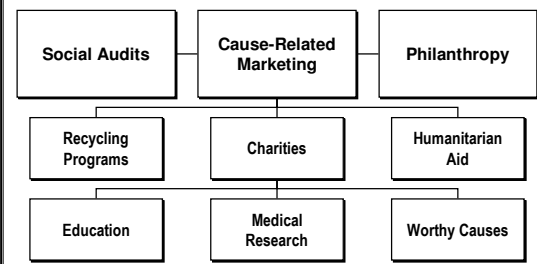 Social Audits
Cause-Related
Marketing
Philanthropy
Recycling
Programs
Charities
Humanitarian
Aid
Education
Medical
Research
Worthy Causes